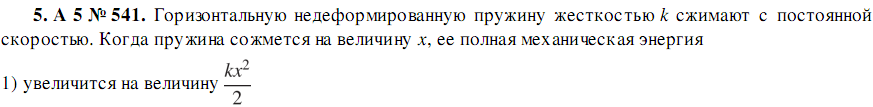 5. А 5 № 541. Горизонтальную недеформированную пружину жесткостью k сжимают с постоянной
скоростью. Когда пружина сожмется на величину x, ее полная механическая энергия
1) увеличится на величину kx²/2